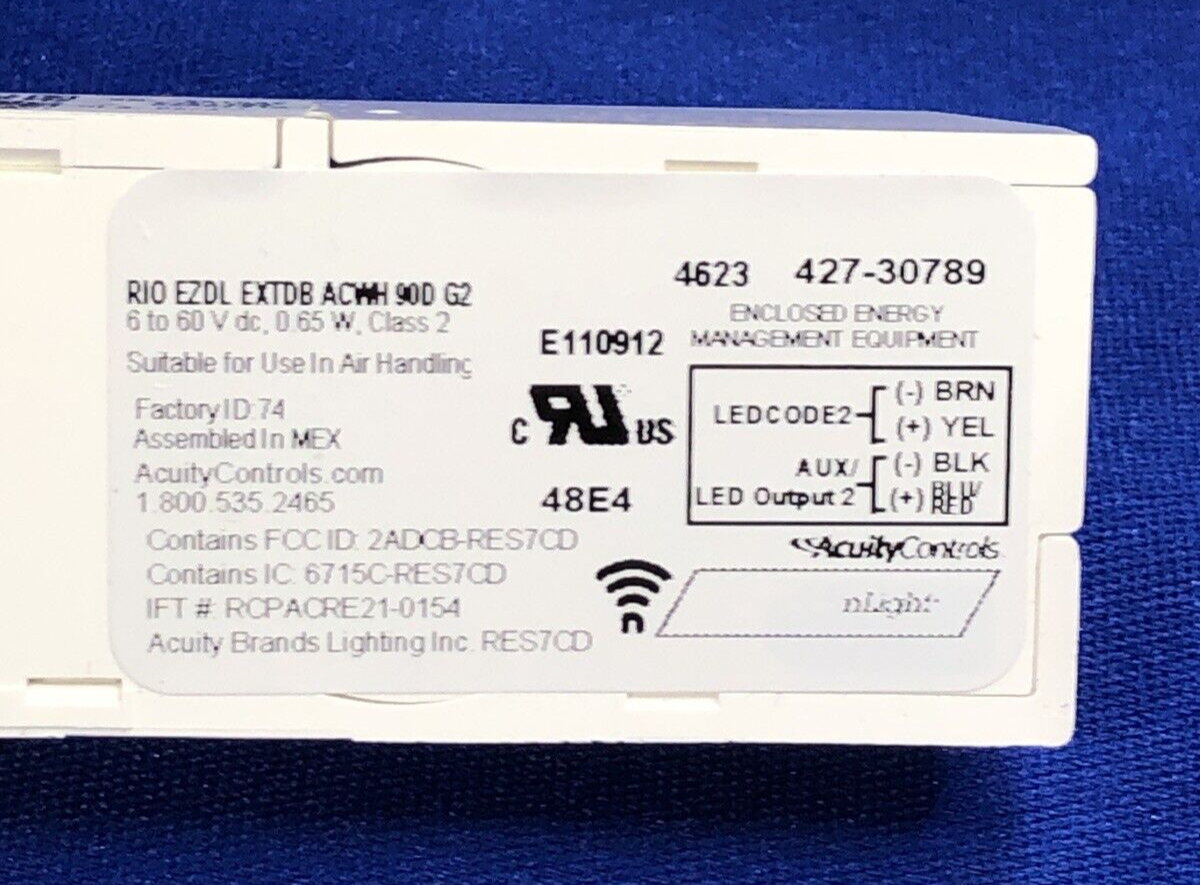 RIO EZDL EXTDB ACWH 90D G2
6 to 60 V dc, 0.65 W, Class 2
Suitable for Use In Air Handling
Factory ID: 74
Assembled In MEX
AcuityControls.com
1.800.535.2465
Contains FCC ID: 2ADCB-RES7CD
Contains IC: 6715C-RES7CD
IFT #: RCPACRE21-0154
Acuity Brands Lighting Inc. RES7CD
E110912
C RU US
48E4
4623 427-30789
ENCLOSED ENERGY
MANAGEMENT EQUIPMENT
LEDCODE2
(-) BRN
(+) YEL
AUX/
LED Output 2
(-) BLK
(+) BLU/
RED
AcuityControls
n
nLight